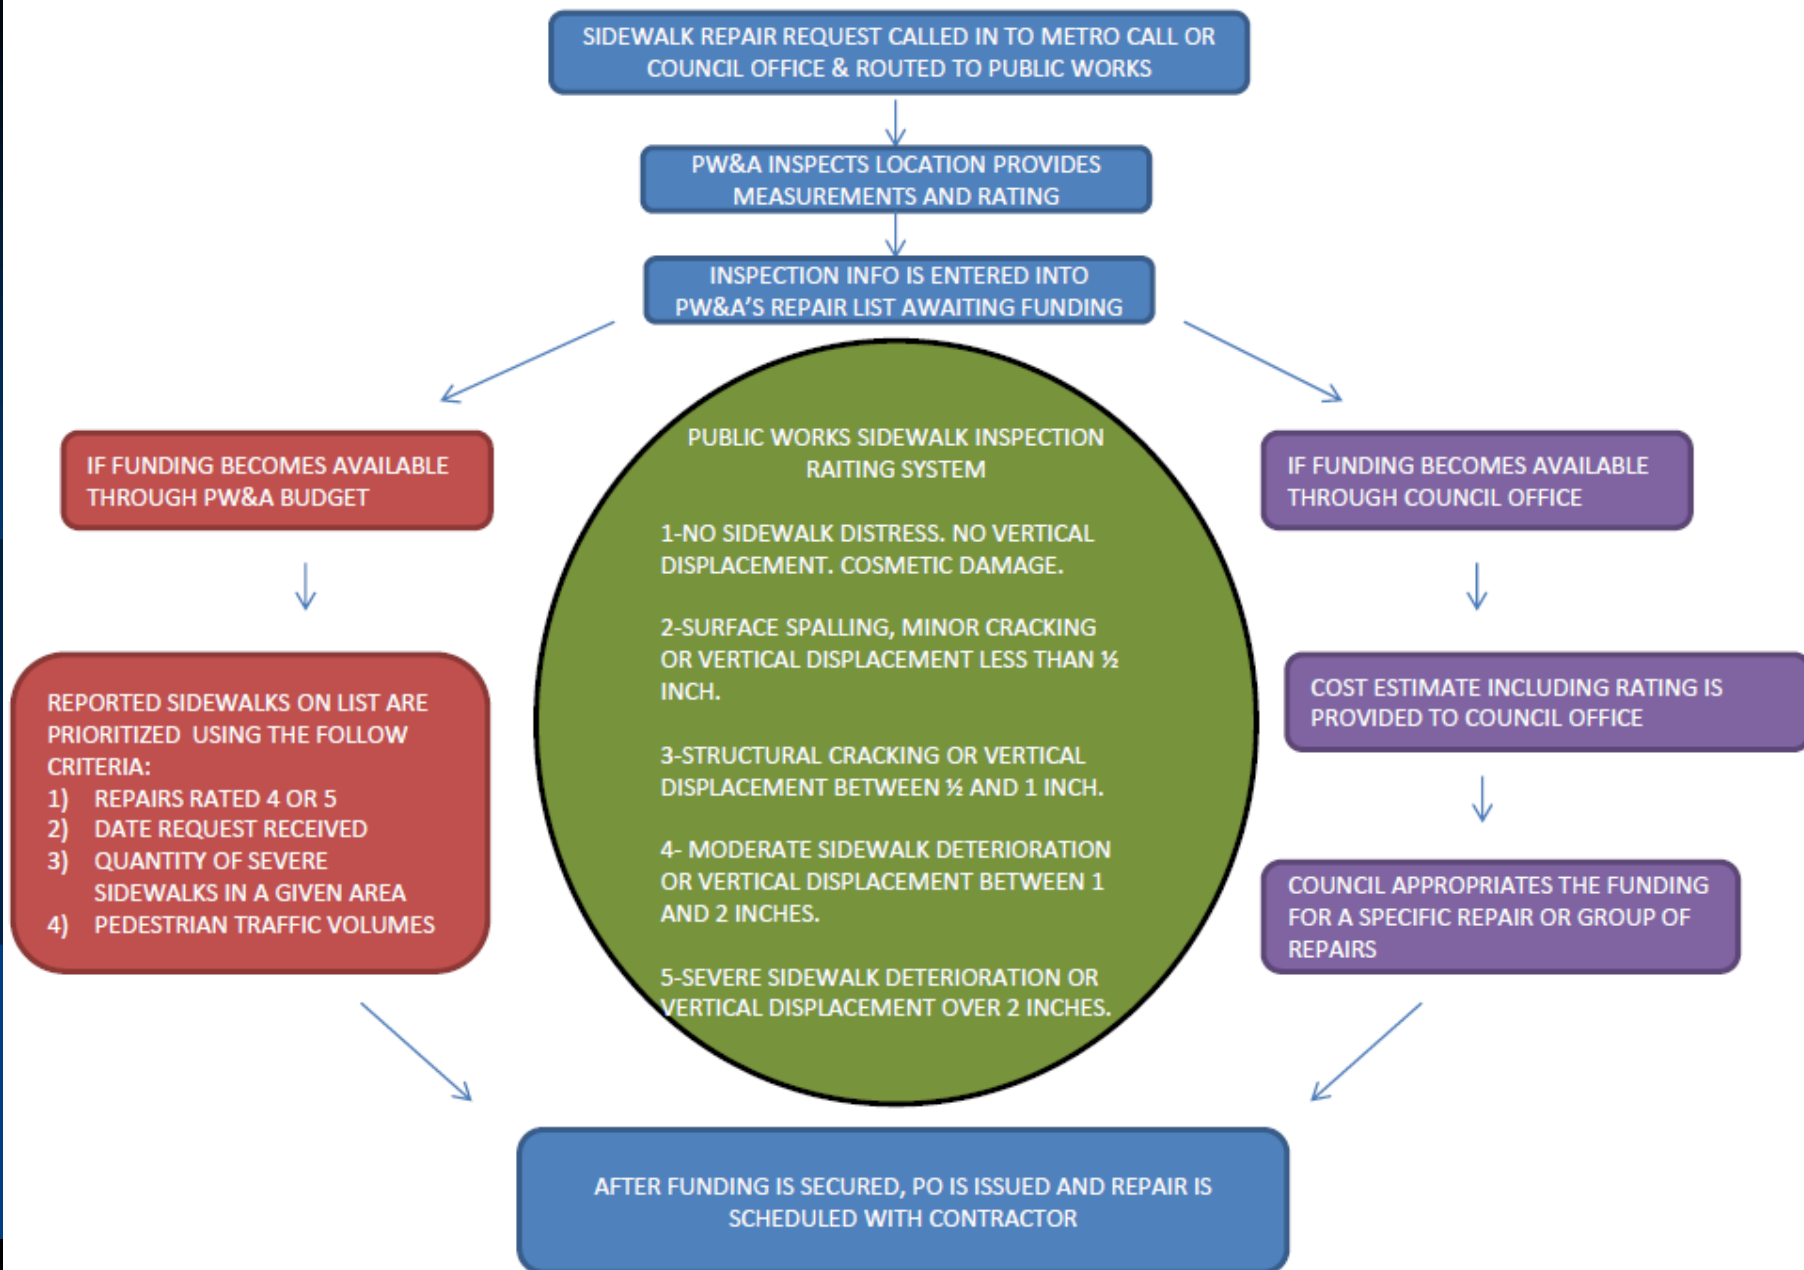 SIDEWALK REPAIR REQUEST CALLED IN TO METRO CALL OR
COUNCIL OFFICE & ROUTED TO PUBLIC WORKS
PW&A INSPECTS LOCATION PROVIDES
MEASUREMENTS AND RATING
INSPECTION INFO IS ENTERED INTO
PW&A'S REPAIR LIST AWAITING FUNDING
IF FUNDING BECOMES AVAILABLE
THROUGH PW&A BUDGET
REPORTED SIDEWALKS ON LIST ARE
PRIORITIZED USING THE FOLLOW
CRITERIA:
1) REPAIRS RATED 4 OR 5
2) DATE REQUEST RECEIVED
3) QUANTITY OF SEVERE
SIDEWALKS IN A GIVEN AREA
4) PEDESTRIAN TRAFFIC VOLUMES
PUBLIC WORKS SIDEWALK INSPECTION
RAITING SYSTEM
1-NO SIDEWALK DISTRESS. NO VERTICAL
DISPLACEMENT. COSMETIC DAMAGE.
2-SURFACE SPALLING, MINOR CRACKING
OR VERTICAL DISPLACEMENT LESS THAN ½
INCH.
3-STRUCTURAL CRACKING OR VERTICAL
DISPLACEMENT BETWEEN ½ AND 1 INCH.
4- MODERATE SIDEWALK DETERIORATION
OR VERTICAL DISPLACEMENT BETWEEN 1
AND 2 INCHES.
5-SEVERE SIDEWALK DETERIORATION OR
VERTICAL DISPLACEMENT OVER 2 INCHES.
IF FUNDING BECOMES AVAILABLE
THROUGH COUNCIL OFFICE
COST ESTIMATE INCLUDING RATING IS
PROVIDED TO COUNCIL OFFICE
COUNCIL APPROPRIATES THE FUNDING
FOR A SPECIFIC REPAIR OR GROUP OF
REPAIRS
AFTER FUNDING IS SECURED, PO IS ISSUED AND REPAIR IS
SCHEDULED WITH CONTRACTOR